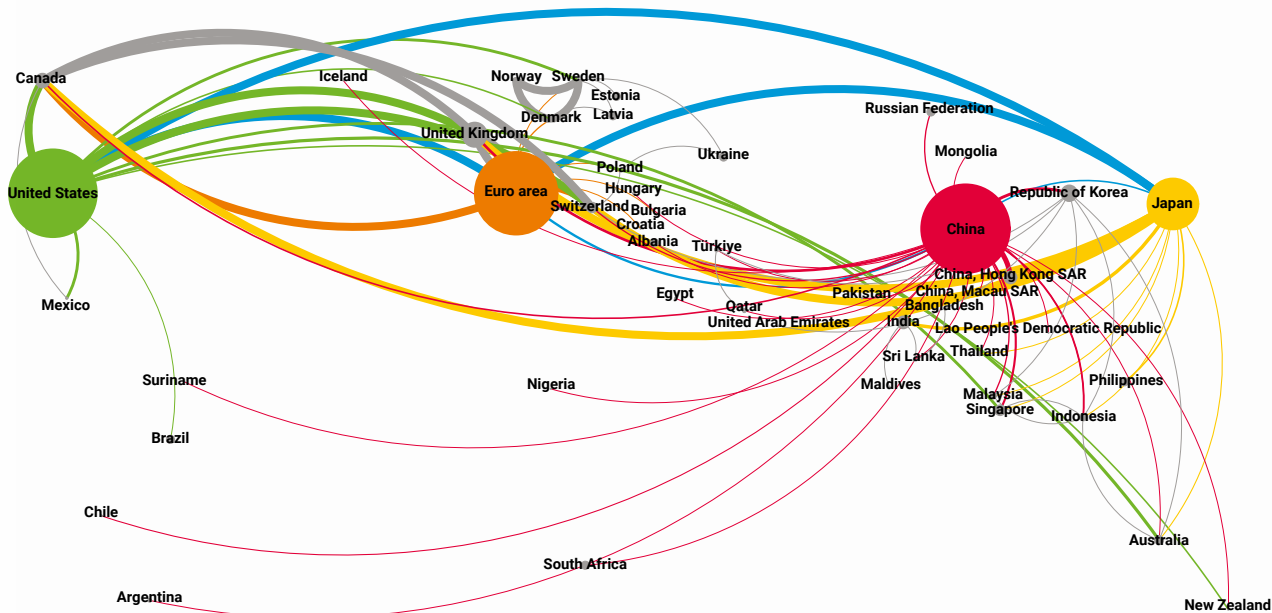 Canada
Iceland
Norway
Sweden
Estonia
Latvia
Denmark
United Kingdom
Russian Federation
Mongolia
Ukraine
Poland
United States
Euro area
Hungary
Switzerland
Bulgaria
Croatia
Albania
Türkiye
Republic of Korea
Japan
China
China, Hong Kong SAR
China, Macau SAR
Mexico
Egypt
Qatar
United Arab Emirates
Pakistan
Bangladesh
India
Lao People's Democratic Republic
Sri Lanka
Thailand
Maldives
Suriname
Nigeria
Malaysia
Singapore
Philippines
Indonesia
Brazil
Chile
Australia
South Africa
Argentina
New Zealand